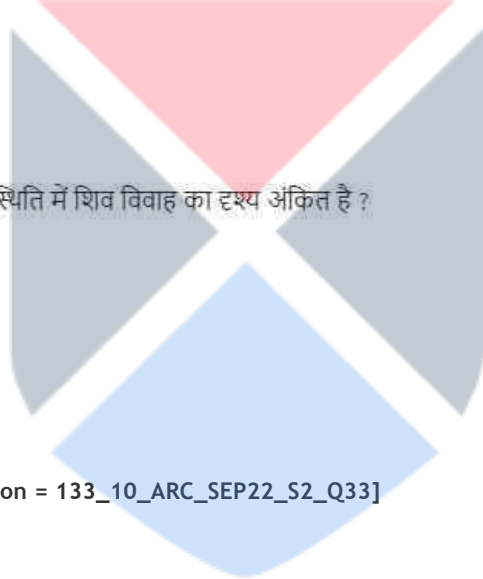 स्थिति में शिव विवाह का दृश्य अंकित है ?
on = 133_10_ARC_SEP22_S2_Q33]